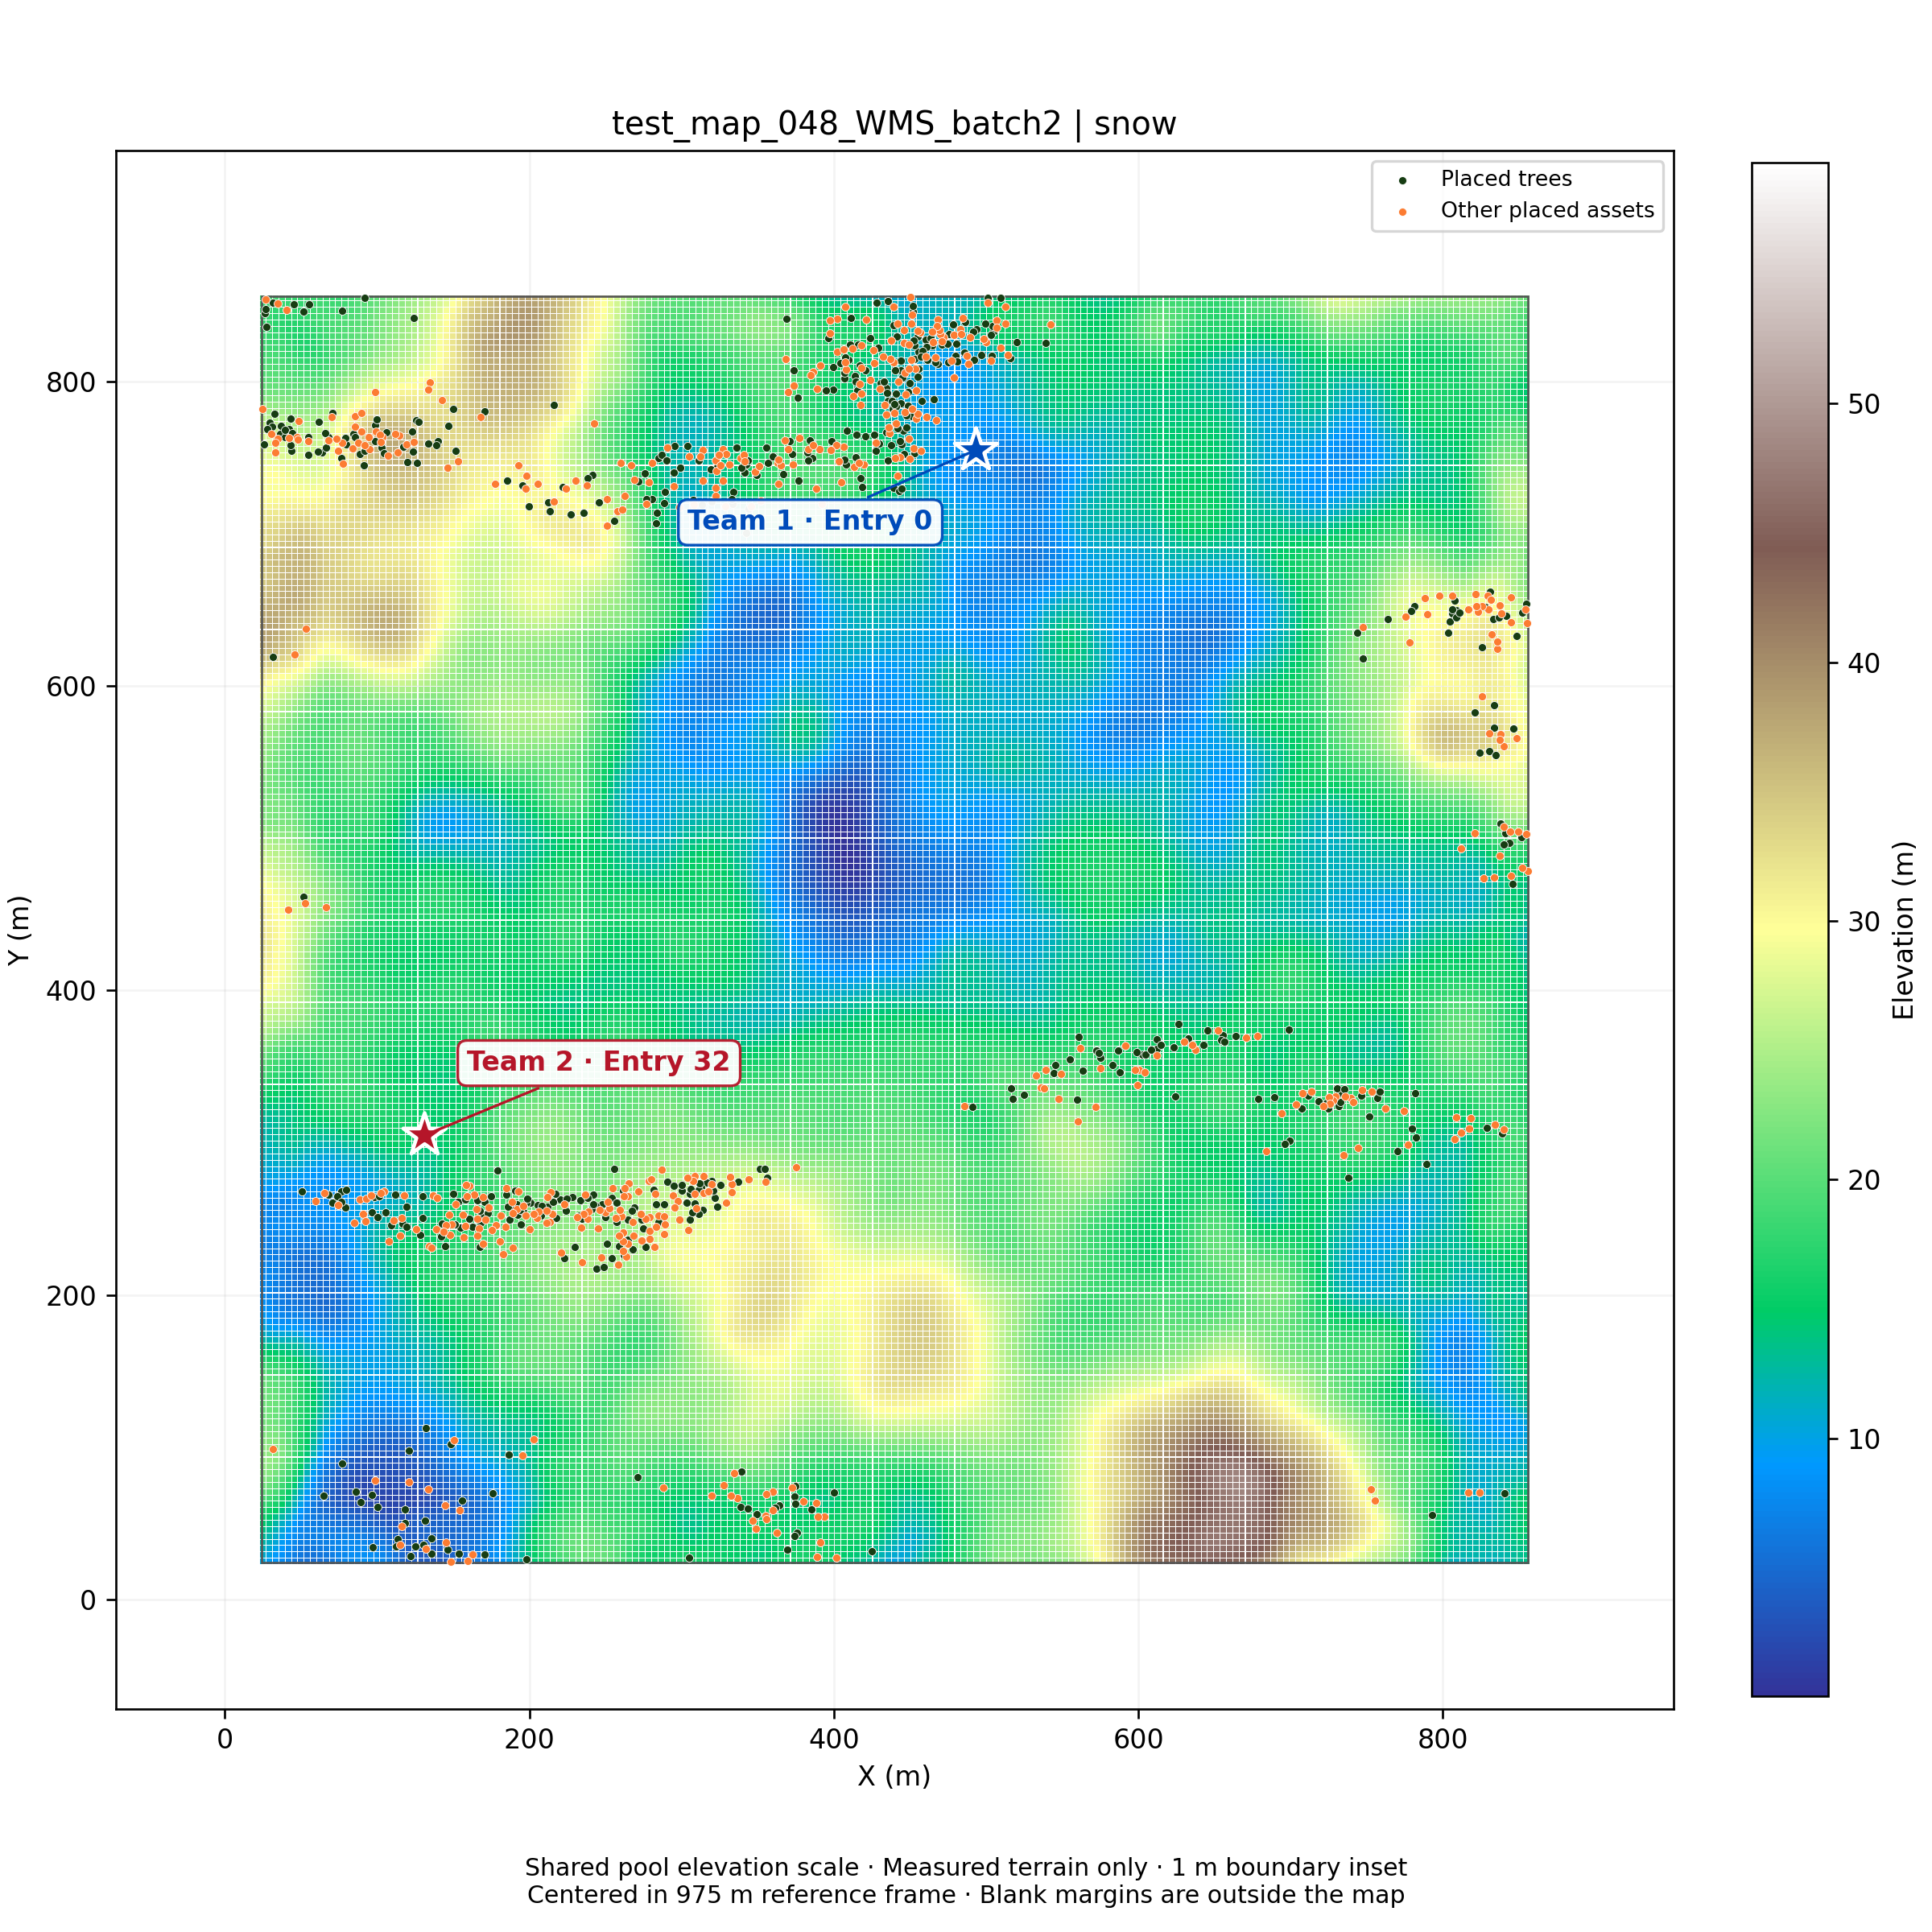 test_map_048_WMS_batch2 | snow
Placed trees
Other placed assets
Team 1 · Entry 0
Team 2 · Entry 32
800
600
400
200
0
Y (m)
0
200
400
600
800
X (m)
50
40
30
20
10
Elevation (m)
Shared pool elevation scale · Measured terrain only · 1 m boundary inset
Centered in 975 m reference frame · Blank margins are outside the map